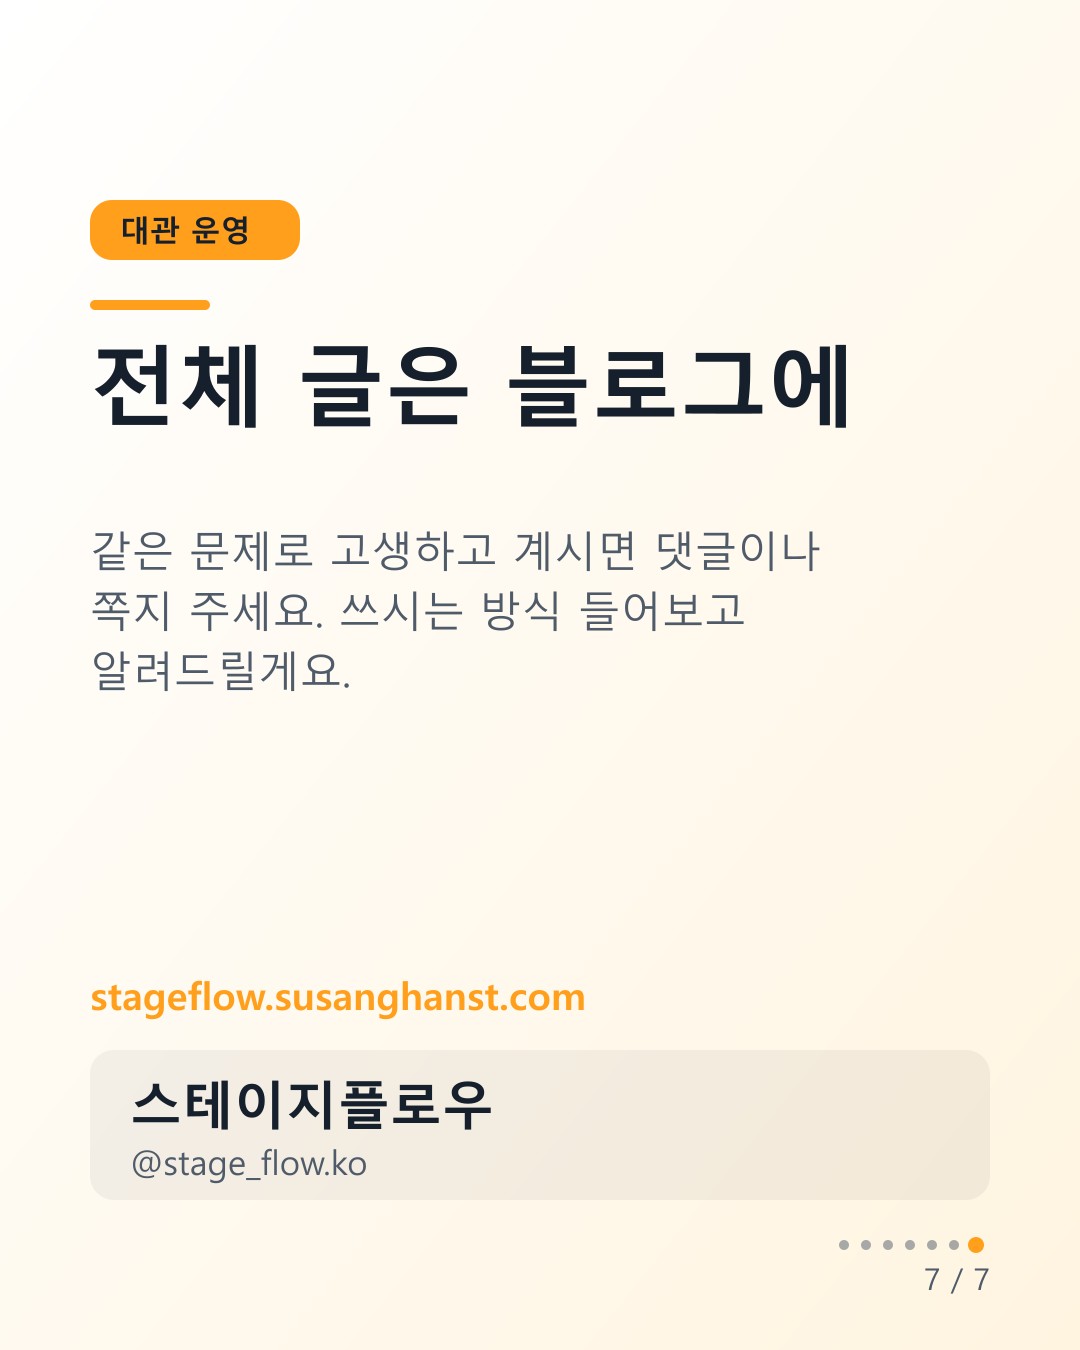 대관 운영
전체 글은 블로그에
같은 문제로 고생하고 계시면 댓글이나
쪽지 주세요. 쓰시는 방식 들어보고
알려드릴게요.
stageflow.susanghanst.com
스테이지플로우
@stage_flow.ko
7 / 7